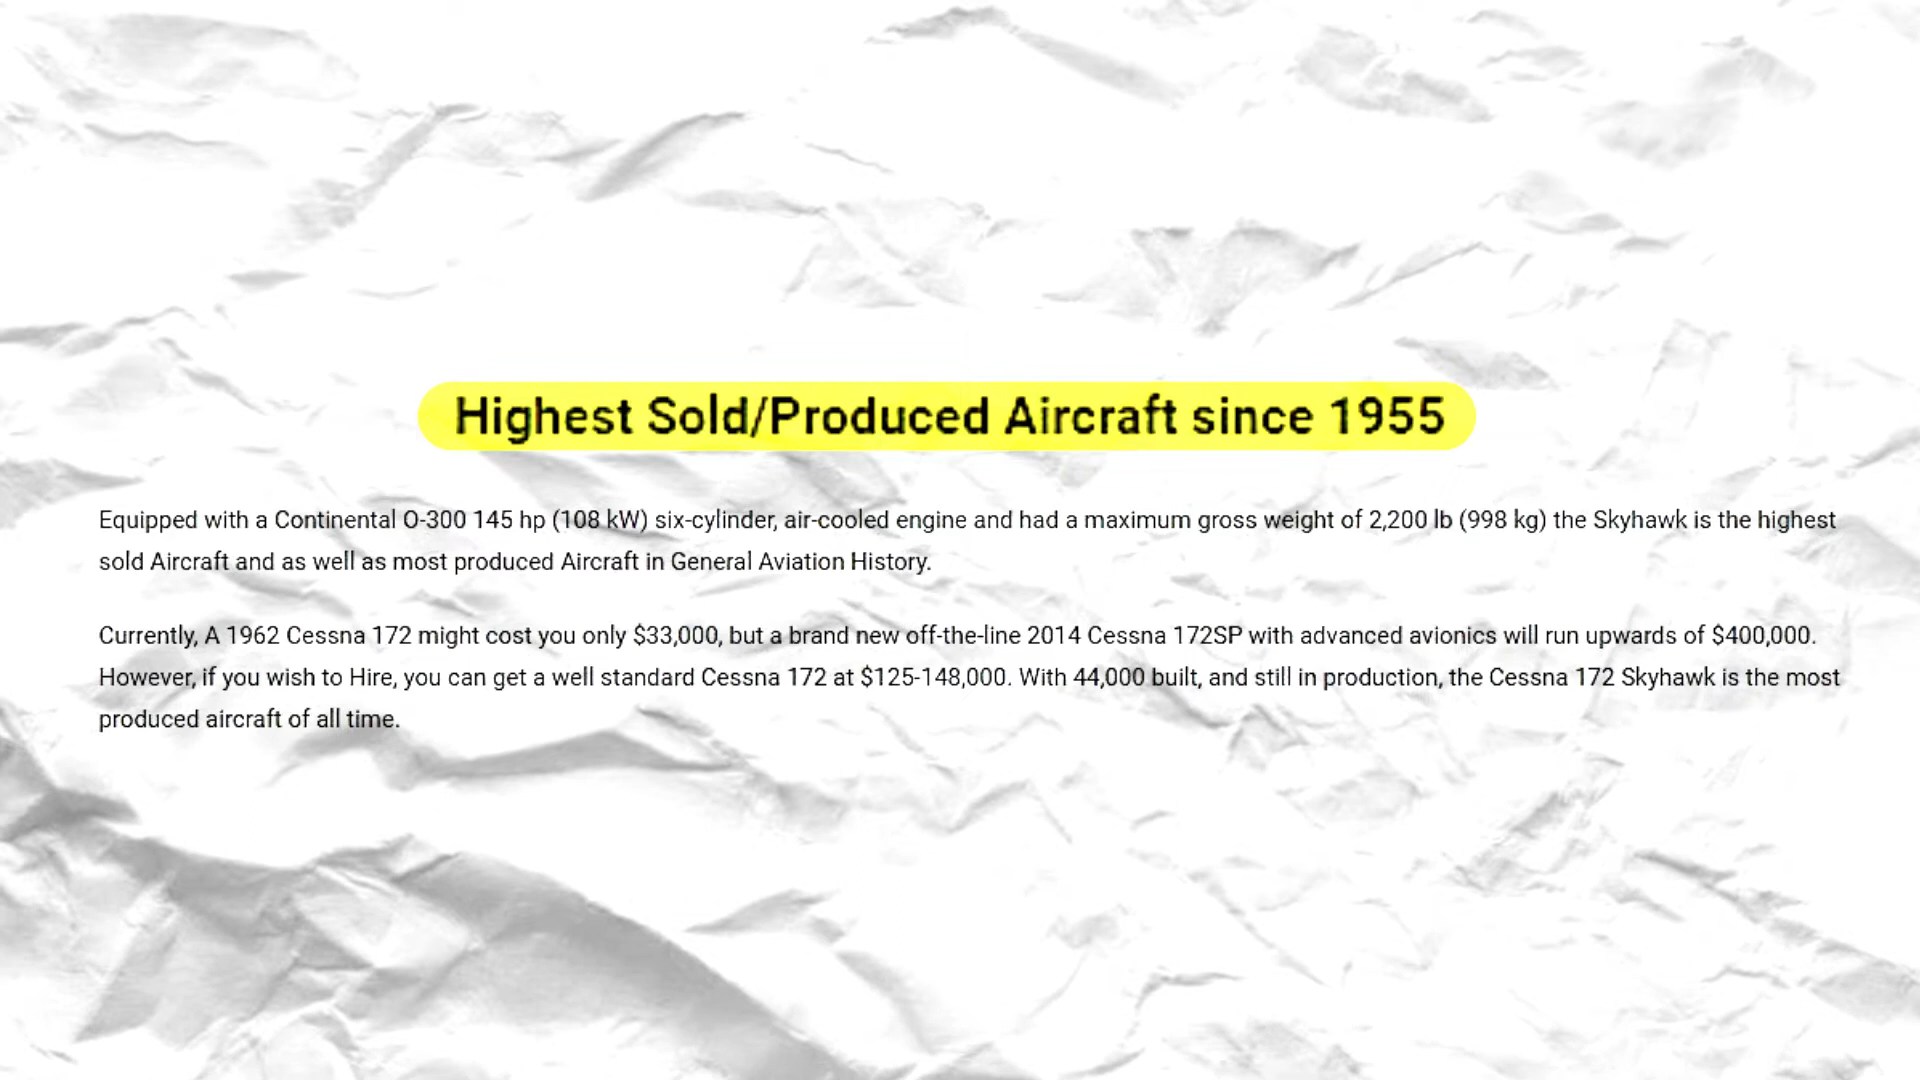 Highest Sold/Produced Aircraft since 1955
Equipped with a Continental O-300 145 hp (108 kW) six-cylinder, air-cooled engine and had a maximum gross weight of 2,200 lb (998 kg) the Skyhawk is the highest
sold Aircraft and as well as most produced Aircraft in General Aviation History.
Currently, A 1962 Cessna 172 might cost you only $33,000, but a brand new off-the-line 2014 Cessna 172SP with advanced avionics will run upwards of $400,000.
However, if you wish to Hire, you can get a well standard Cessna 172 at $125-148,000. With 44,000 built, and still in production, the Cessna 172 Skyhawk is the most
produced aircraft of all time.